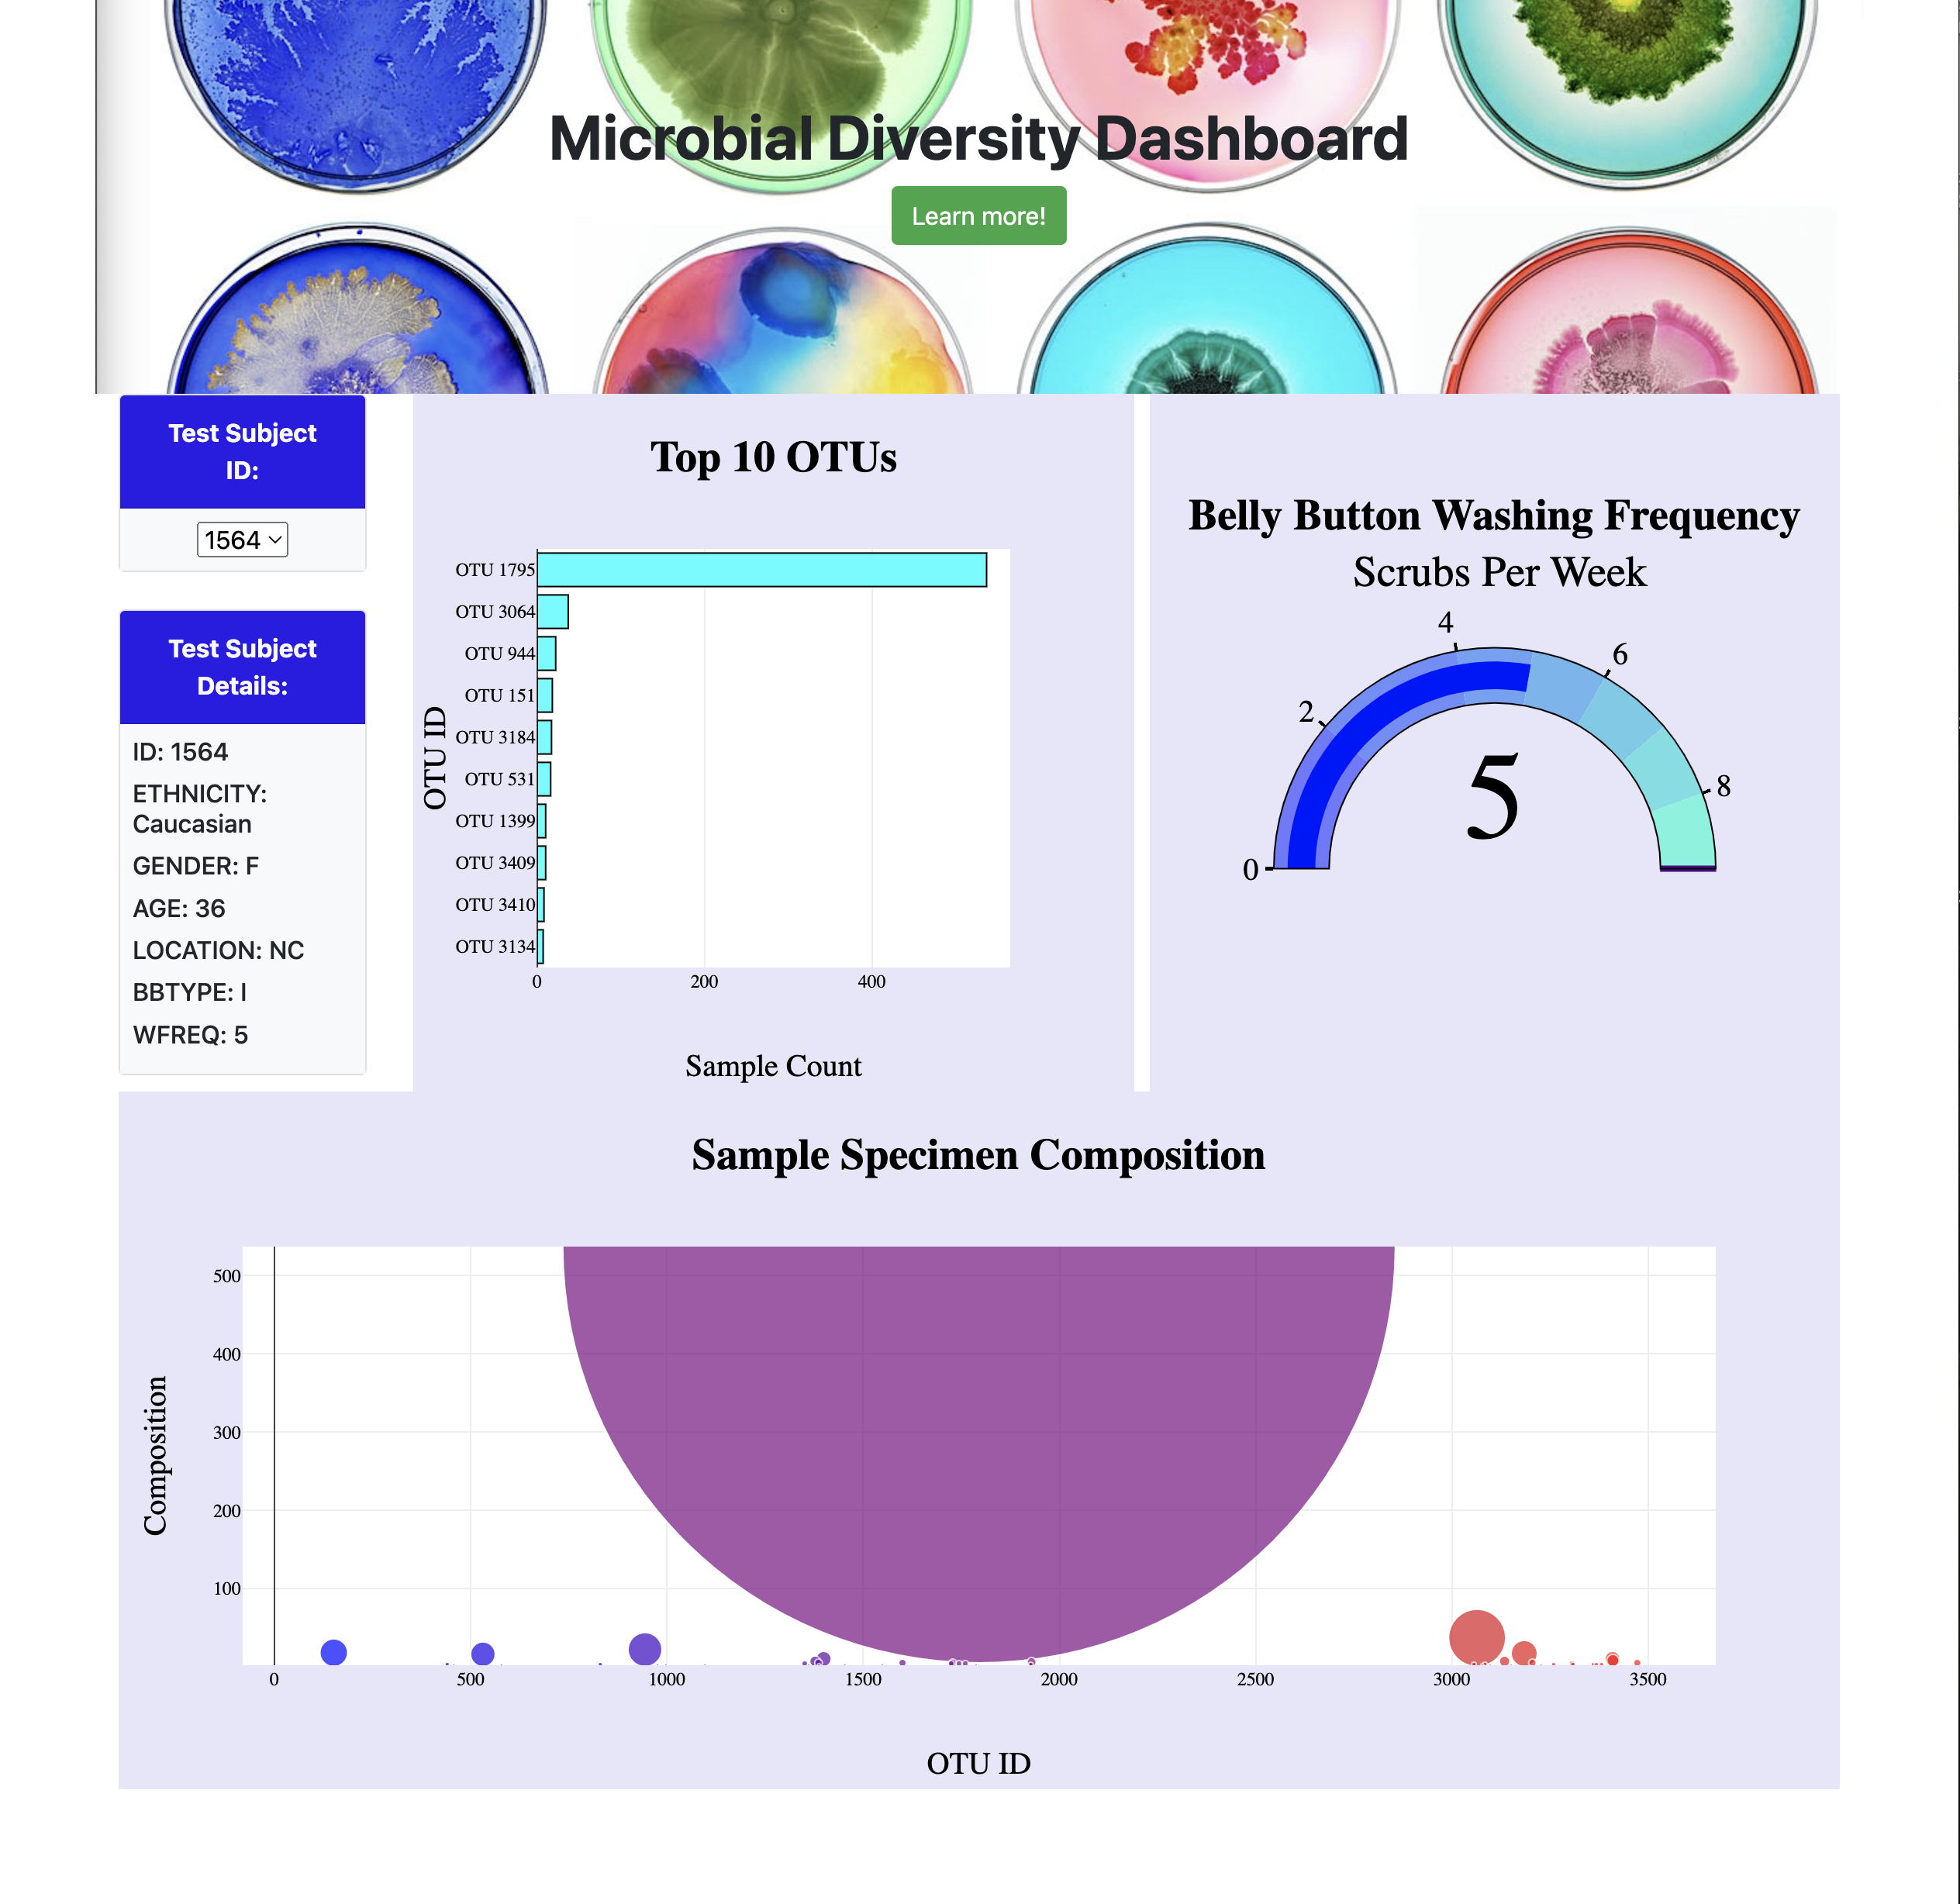 Microbial Diversity Dashboard
Learn more!
Test Subject
ID:
1564
Test Subject
Details:
ID: 1564
ETHNICITY:
Caucasian
GENDER: F
AGE: 36
LOCATION: NC
BBTYPE: I
WFREQ: 5
Top 10 OTUs
OTU ID
OTU 1795
OTU 3064
OTU 944
OTU 151
OTU 3184
OTU 531
OTU 1399
OTU 3409
OTU 3410
OTU 3134
0 200 400
Sample Count
Belly Button Washing Frequency
Scrubs Per Week
0
2
4
6
8
5
Sample Specimen Composition
Composition
500
400
300
200
100
0 500 1000 1500 2000 2500 3000 3500
OTU ID